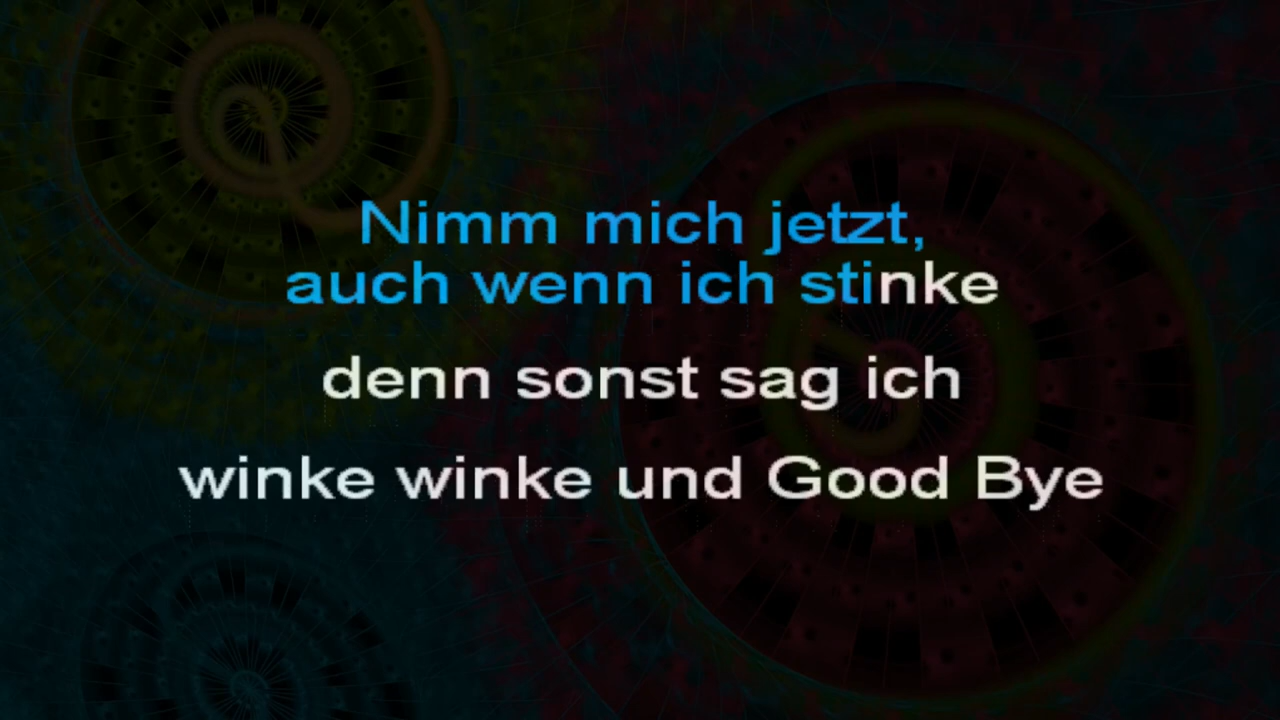 Nimm mich jetzt,
auch wenn ich stinke
denn sonst sag ich
winke winke und Good Bye